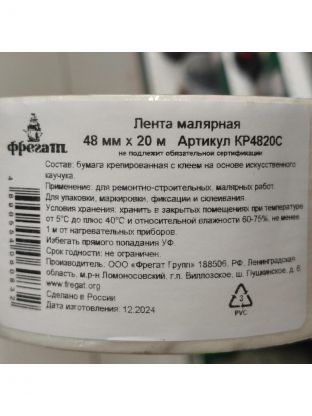 фрегат
Лента малярная
48 мм х 20 м Артикул КР4820С
не подлежит обязательной сертификации
Состав: бумага крепированная с клеем на основе искусственного
каучука.
Применение: для ремонтно-строительных, малярных работ.
Для упаковки, маркировки, фиксации и склеивания
Условия хранения: хранить в закрытых помещениях при температуре
от 5°С до плюс 40°С и относительной влажности 60-75%, не менее
1 м от нагревательных приборов.
Избегать прямого попадания УФ.
Срок годности: не ограничен.
Производитель: ООО «Фрегат Групп» 188506, РФ, Ленинградская
область, м.р-н Ломоносовский, г.п. Виллозское, ш. Пушкинское, д. 6
www.fregat.org
Сделано в России
Дата изготовления: 12.2024
3
PVC